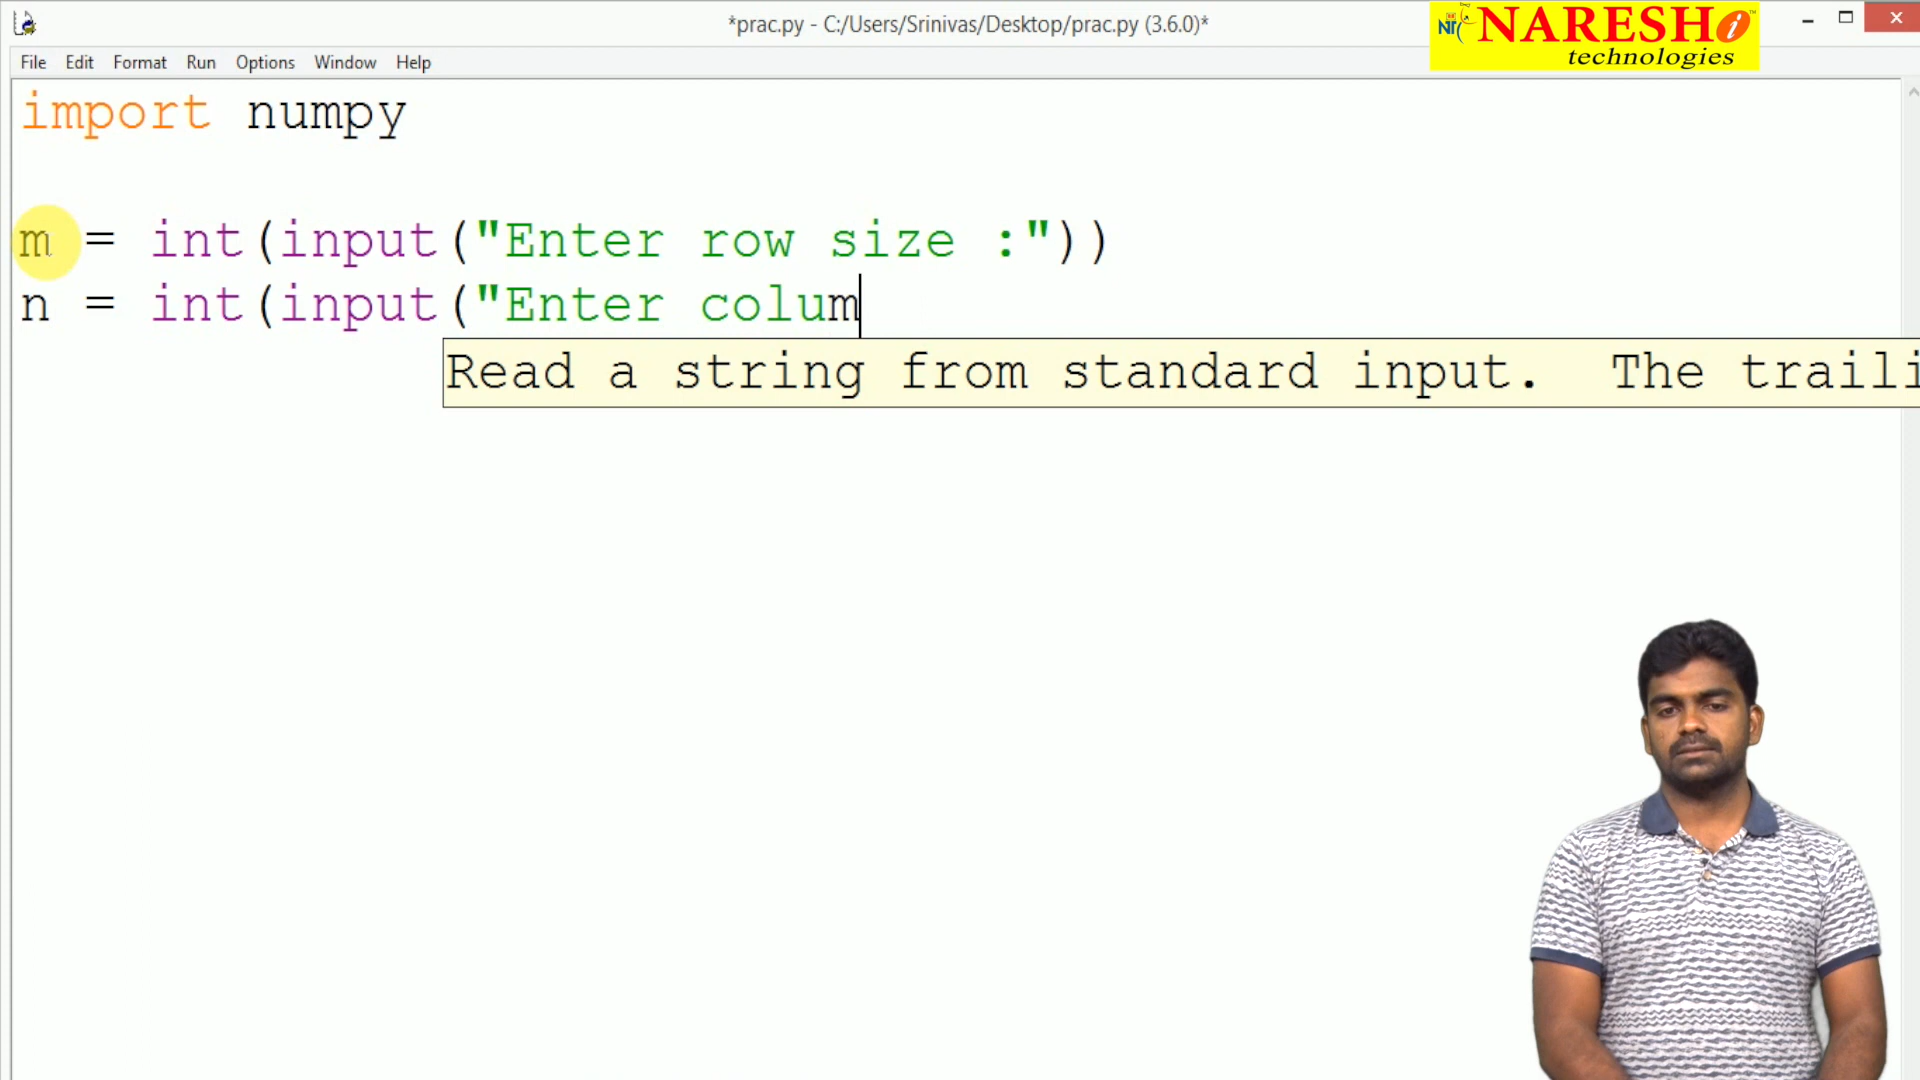 *prac.py - C:/Users/Srinivas/Desktop/prac.py (3.6.0)*
NARESH i
technologies
File Edit Format Run Options Window Help
import numpy
m = int(input("Enter row size :"))
n = int(input("Enter colum
Read a string from standard input. The traili